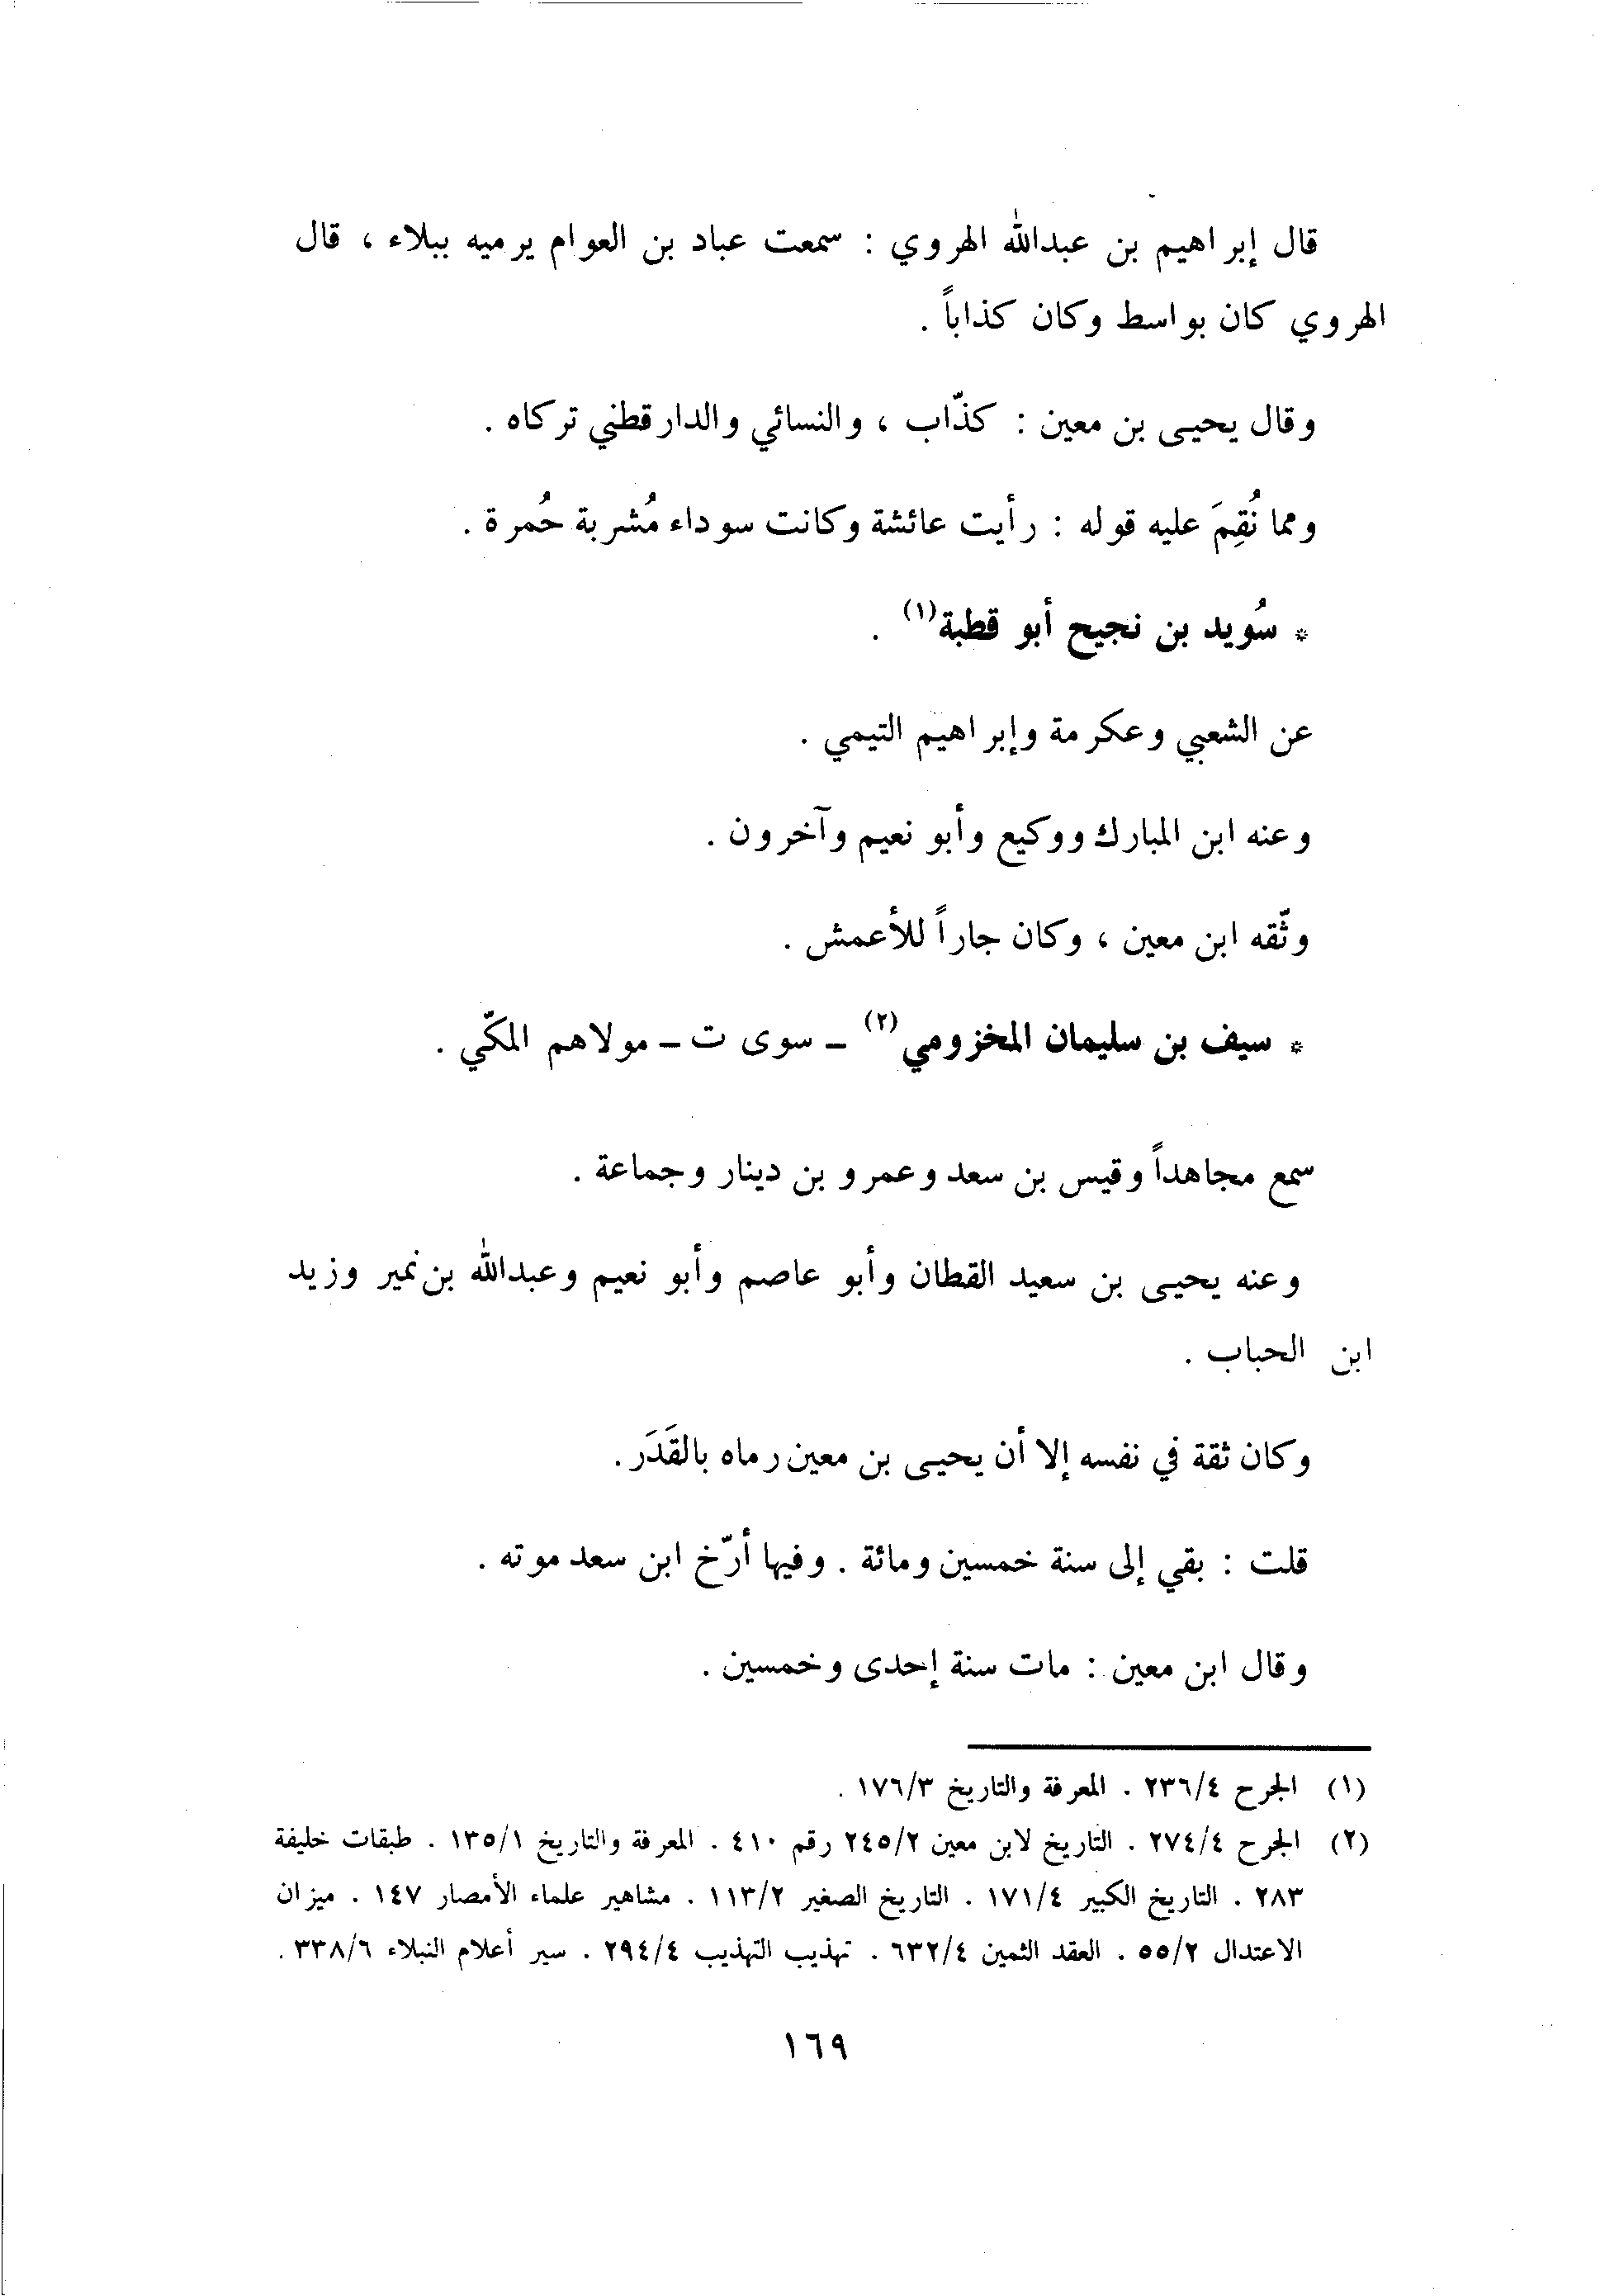 قال إبراهيم بن عبدالله الهروي : سمعت عباد بن العوام يرميه ببلاء ، قال
الهروي كان بواسط وكان كذاباً .
وقال يحيـى بن معين : كذّاب ، والنسائي والدارقطني تركاه .
ومما نُقِمَ عليه قوله : رأيت عائشة وكانت سوداء مُشربة حُمرة .
* سُويد بن نجيح أبو قطبة(١) .
عن الشعبي وعكرمة وإبراهيم التيمي .
وعنه ابن المبارك ووكيع وأبو نعيم وآخرون .
وثّقه ابن معين ، وكان جاراً للأعمش .
* سيف بن سليمان المخزومي(٢) ـ سوى ت ـ مولاهم المكّي .
سمع مجاهداً وقيس بن سعد وعمرو بن دينار وجماعة .
وعنه يحيـى بن سعيد القطان وأبو عاصم وأبو نعيم وعبدالله بن نمير وزيد
ابن الحباب .
وكان ثقة في نفسه إلا أن يحيـى بن معين رماه بالقَدَر .
قلت : بقي إلى سنة خمسين ومائة . وفيها أرّخ ابن سعد موته .
وقال ابن معين : مات سنة إحدى وخمسين .
(١) الجرح ٢٣٦/٤ . المعرفة والتاريخ ١٧٦/٣ .
(٢) الجرح ٢٧٤/٤ . التاريخ لابن معين ٢٤٥/٢ رقم ٤١٠ . المعرفة والتاريخ ١٣٥/١ . طبقات خليفة
٢٨٣ . التاريخ الكبير ١٧١/٤ . التاريخ الصغير ١١٣/٢ . مشاهير علماء الأمصار ١٤٧ . ميزان
الاعتدال ٥٥/٢ . العقد الثمين ٦٣٢/٤ . تهذيب التهذيب ٢٩٤/٤ . سير أعلام النبلاء ٣٣٨/٦ .
١٦٩